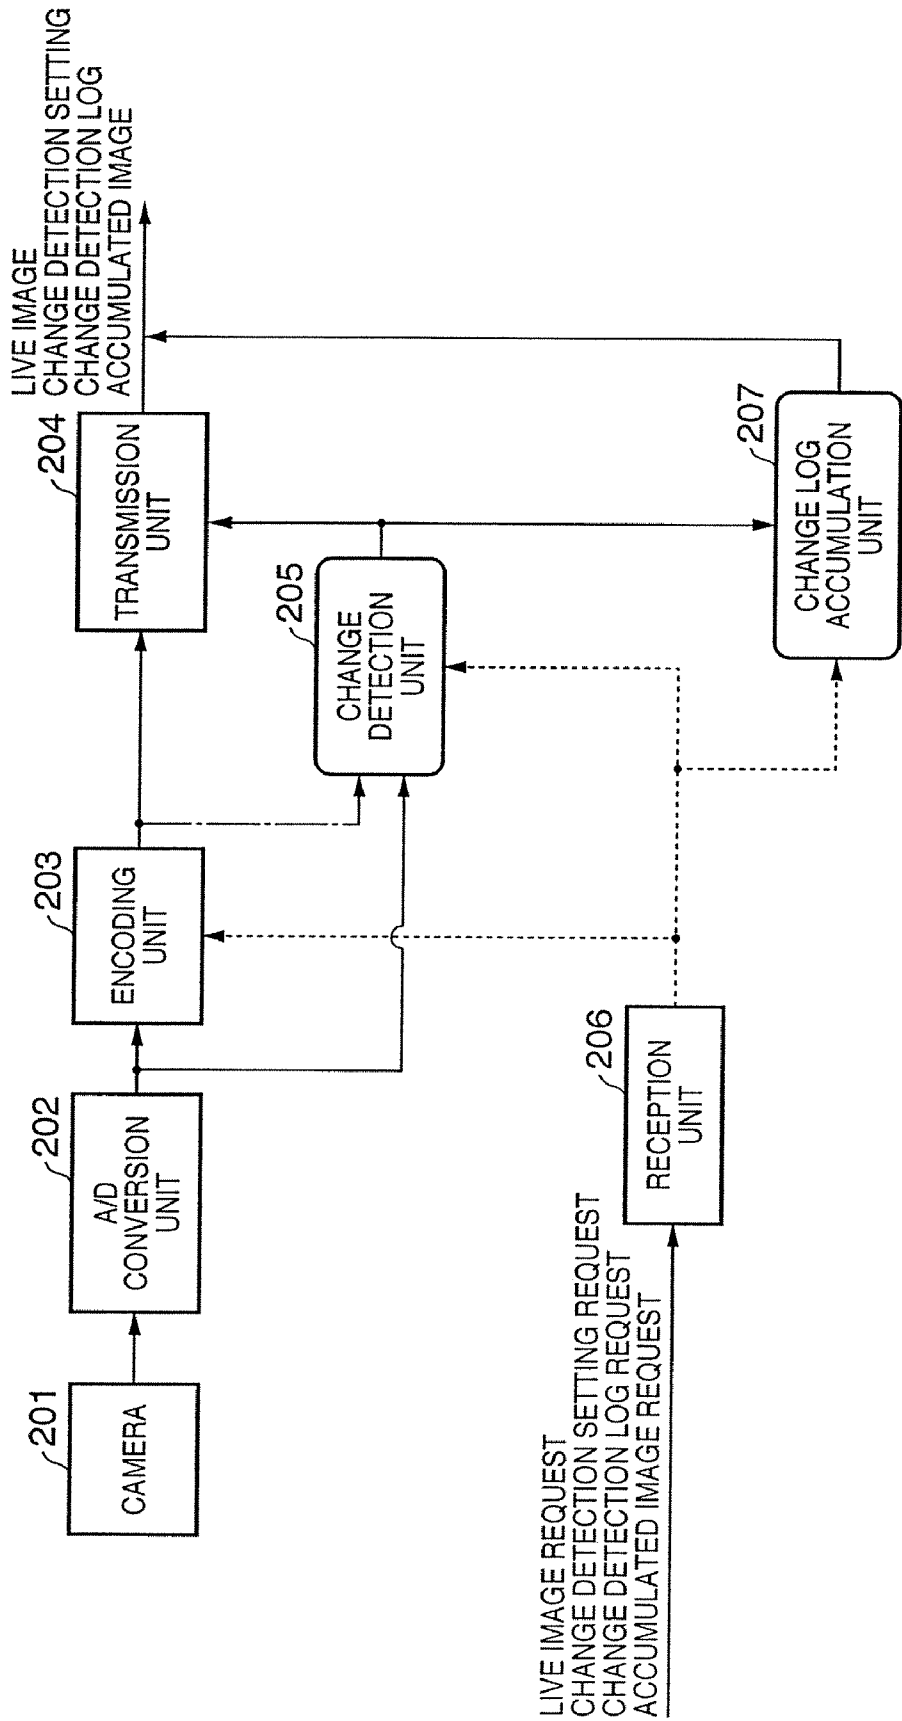 LIVE IMAGE
CHANGE DETECTION SETTING
CHANGE DETECTION LOG
ACCUMULATED IMAGE
201
CAMERA
202
A/D
CONVERSION
UNIT
203
ENCODING
UNIT
204
TRANSMISSION
UNIT
205
CHANGE
DETECTION
UNIT
206
RECEPTION
UNIT
207
CHANGE LOG
ACCUMULATION
UNIT
LIVE IMAGE REQUEST
CHANGE DETECTION SETTING REQUEST
CHANGE DETECTION LOG REQUEST
ACCUMULATED IMAGE REQUEST